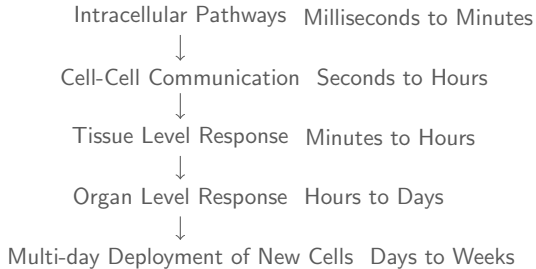 Intracellular Pathways Milliseconds to Minutes
Cell-Cell Communication Seconds to Hours
Tissue Level Response Minutes to Hours
Organ Level Response Hours to Days
Multi-day Deployment of New Cells Days to Weeks